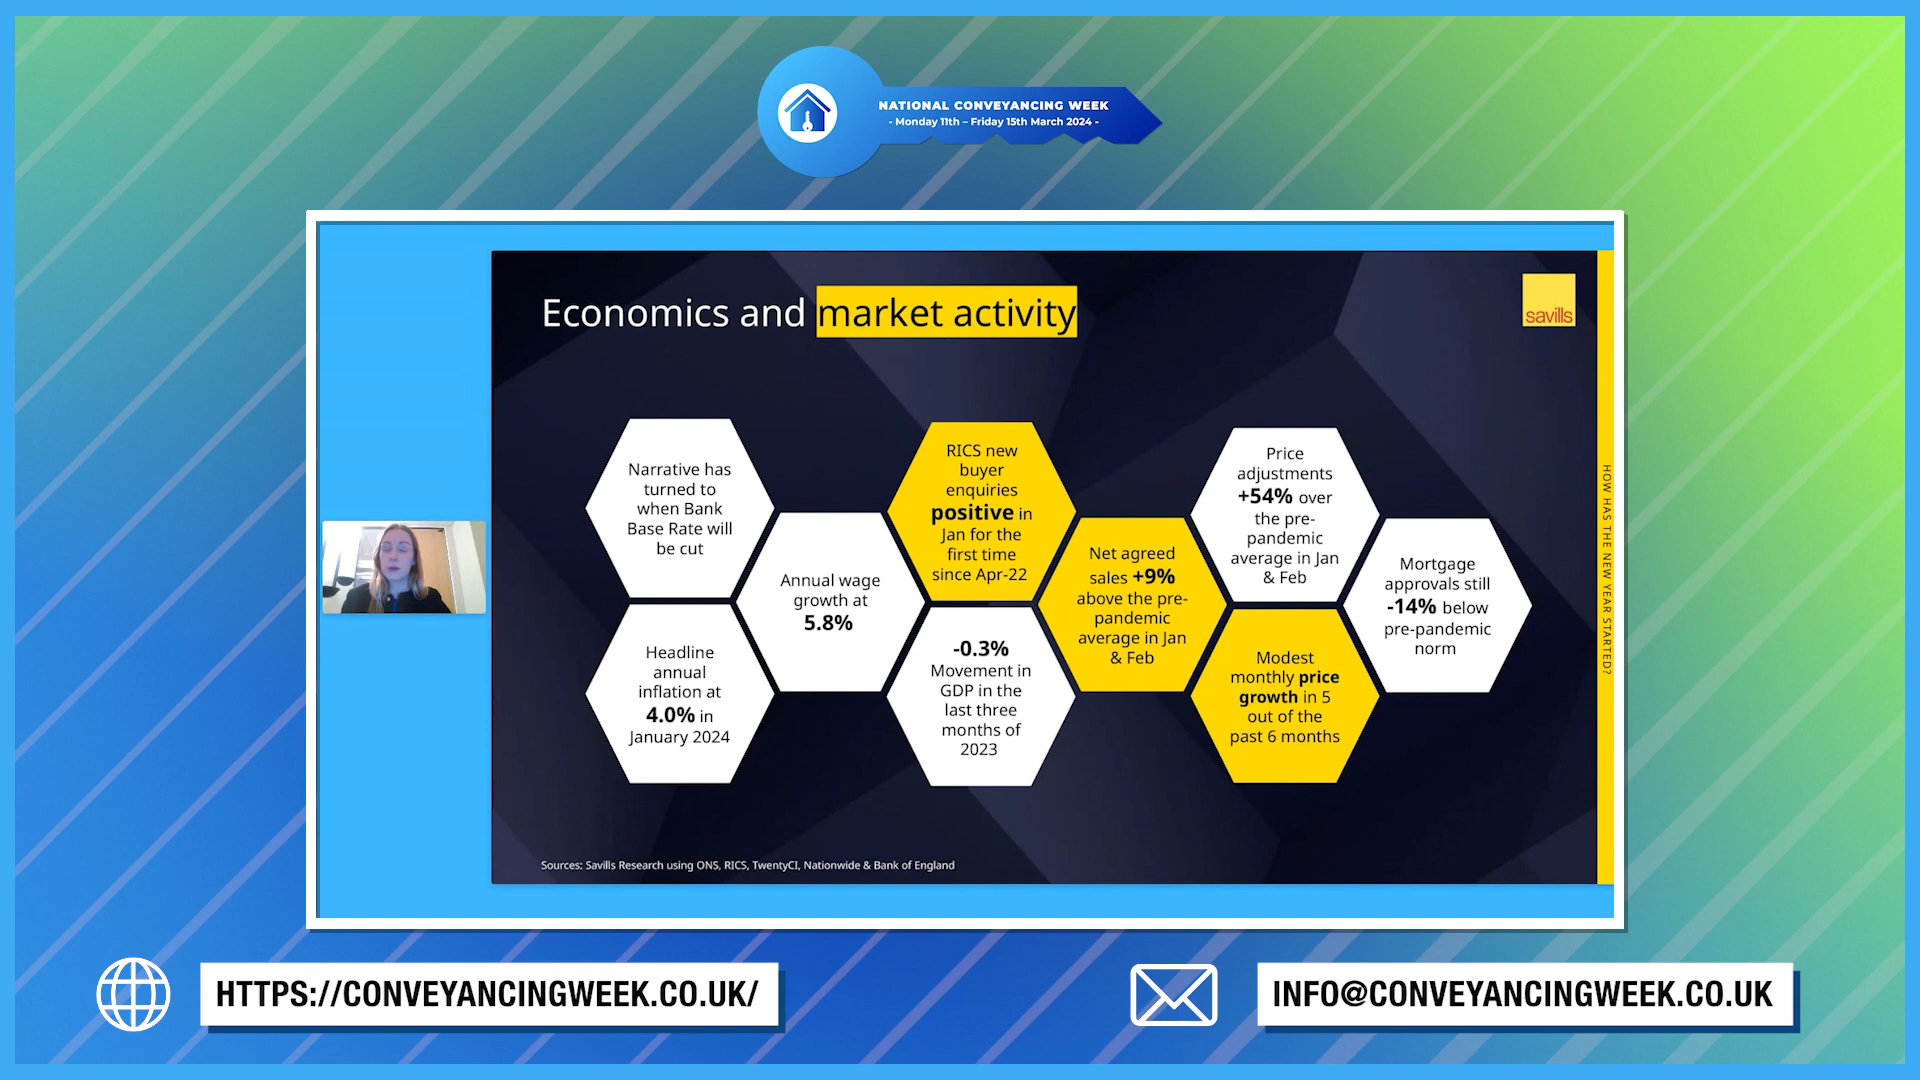 NATIONAL CONVEYANCING WEEK
- Monday 11th – Friday 15th March 2024 -
Economics and market activity
savills
Narrative has
turned to
when Bank
Base Rate will
be cut
Headline
annual
inflation at
4.0% in
January 2024
Annual wage
growth at
5.8%
RICS new
buyer
enquiries
positive in
Jan for the
first time
since Apr-22
-0.3%
Movement in
GDP in the
last three
months of
2023
Net agreed
sales +9%
above the pre-
pandemic
average in Jan
& Feb
Price
adjustments
+54% over
the pre-
pandemic
average in Jan
& Feb
Modest
monthly price
growth in 5
out of the
past 6 months
Mortgage
approvals still
-14% below
pre-pandemic
norm
HOW HAS THE NEW YEAR STARTED?
Sources: Savills Research using ONS, RICS, TwentyCI, Nationwide & Bank of England
HTTPS://CONVEYANCINGWEEK.CO.UK/
INFO@CONVEYANCINGWEEK.CO.UK